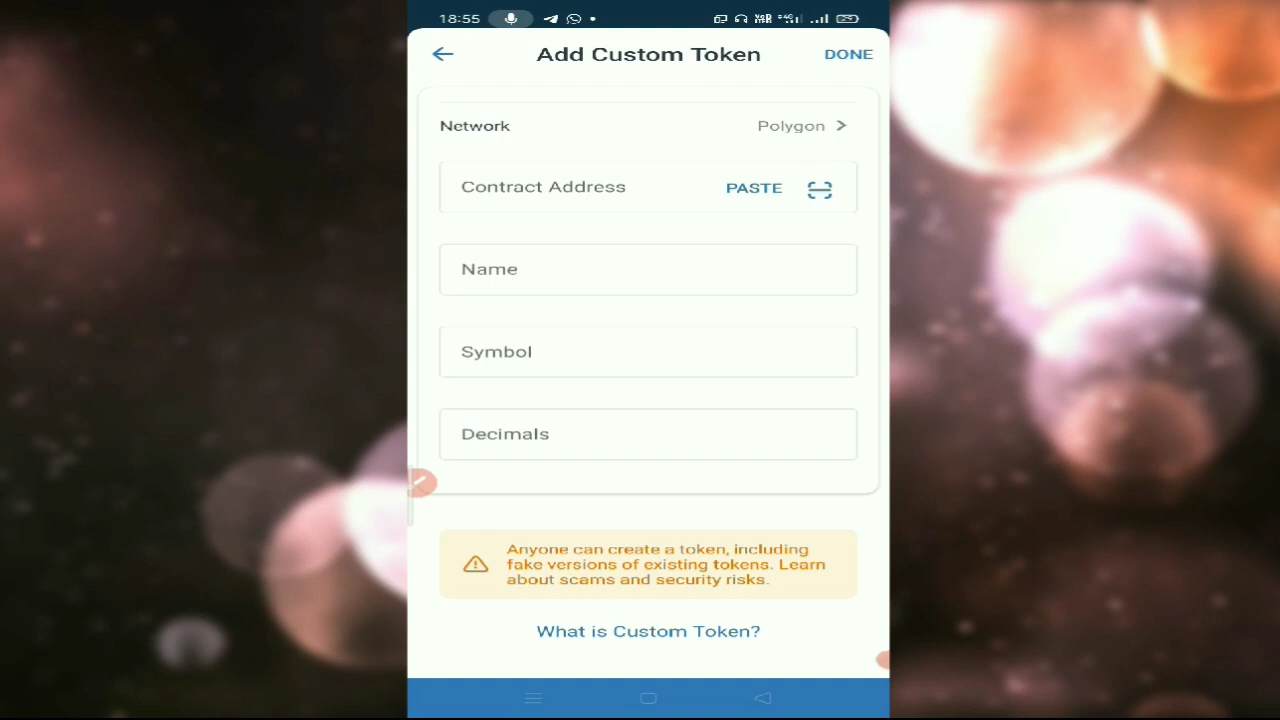 18:55
Add Custom Token
DONE
Network
Polygon
Contract Address
PASTE
Name
Symbol
Decimals
Anyone can create a token, including
fake versions of existing tokens. Learn
about scams and security risks.
What is Custom Token?